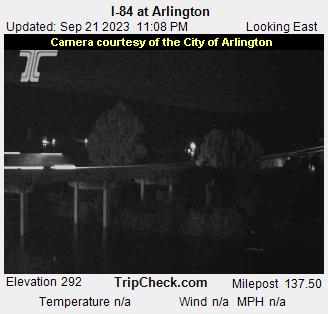 I-84 at Arlington
Updated: Sep 21 2023 11:08 PM Looking East
Camera courtesy of the City of Arlington
Elevation 292 TripCheck.com Milepost 137.50
Temperature n/a Wind n/a MPH n/a